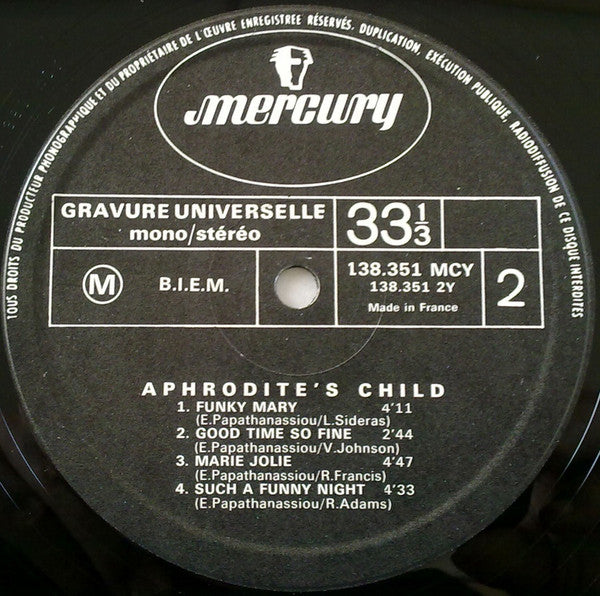 TOUS DROITS DU PRODUCTEUR PHONOGRAPHIQUE ET DU PROPRIÉTAIRE DE L'ŒUVRE ENREGISTREE RÉSERVÉS. DUPLICATION, EXÉCUTION PUBLIQUE, RADIODIFFUSION DE CE DISQUE INTERDITES
mercury
GRAVURE UNIVERSELLE
mono/stéréo
33 1/3
M
B.I.E.M.
138.351 MCY
138.351 2Y
Made in France
2
APHRODITE'S CHILD
1. FUNKY MARY 4'11
(E.Papathanassiou/L.Sideras)
2. GOOD TIME SO FINE 2'44
(E.Papathanassiou/V.Johnson)
3. MARIE JOLIE 4'47
(E.Papathanassiou/R.Francis)
4. SUCH A FUNNY NIGHT 4'33
(E.Papathanassiou/R.Adams)